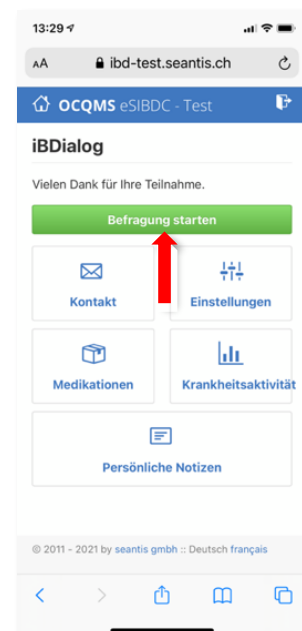 13:29
AA ibd-test.seantis.ch
OCQMS eSIBDC - Test
iBDialog
Vielen Dank für Ihre Teilnahme.
Befragung starten
Kontakt
Einstellungen
Medikationen
Krankheitsaktivität
Persönliche Notizen
© 2011 - 2021 by seantis gmbh :: Deutsch français